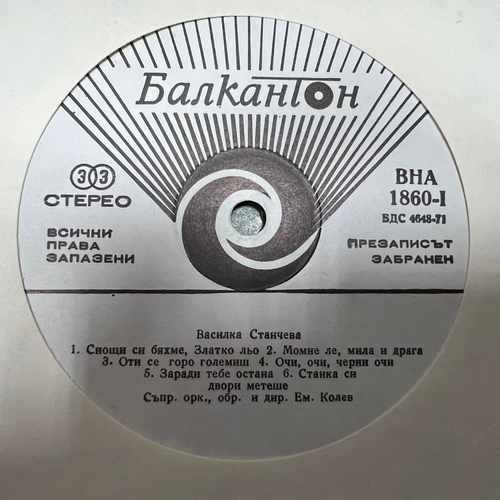 БалканТон
33
СТЕРЕО
ВНА
1860-I
БДС 4648-71
ВСИЧНИ
ПРАВА
ЗАПАЗЕНИ
ПРЕЗАПИСЪТ
ЗАБРАНЕН
Василка Станчева
1. Снощи си бяхме, Златко льо 2. Момне ле, мила и драга
3. Оти се горо големиш 4. Очи, очи, черни очи
5. Заради тебе остана 6. Станка си
двори метеше
Съпр. орк., обр. и дир. Ем. Колев